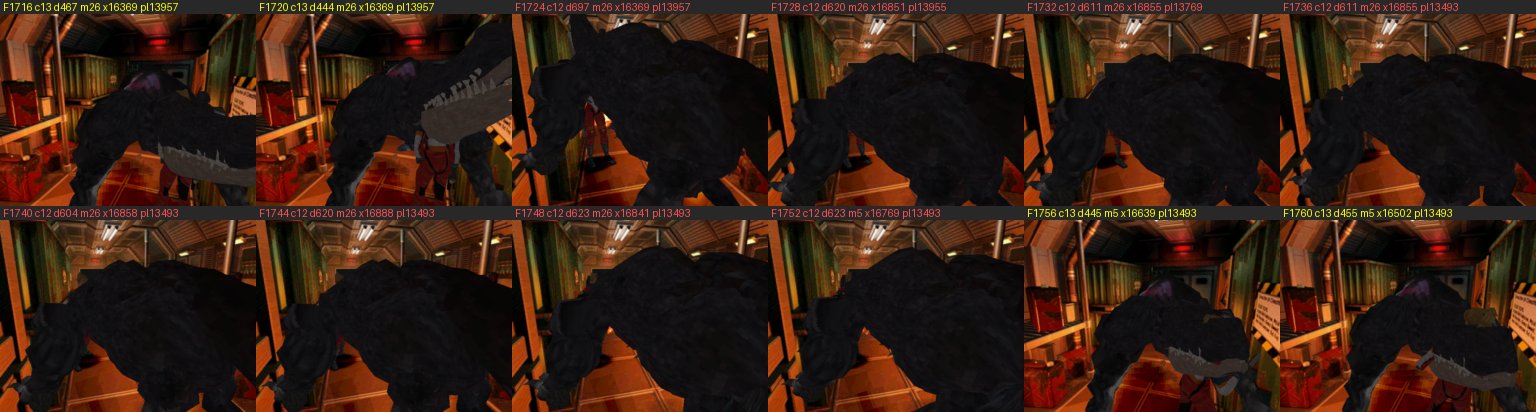 F1716 c13 d467 m26 x16369 pl13957
F1720 c13 d444 m26 x16369 pl13957
F1724 c12 d697 m26 x16369 pl13957
F1728 c12 d620 m26 x16851 pl13955
F1732 c12 d611 m26 x16855 pl13769
F1736 c12 d611 m26 x16855 pl13493
F1740 c12 d604 m26 x16858 pl13493
F1744 c12 d620 m26 x16888 pl13493
F1748 c12 d623 m26 x16841 pl13493
F1752 c12 d623 m5 x16769 pl13493
F1756 c13 d445 m5 x16639 pl13493
F1760 c13 d455 m5 x16502 pl13493